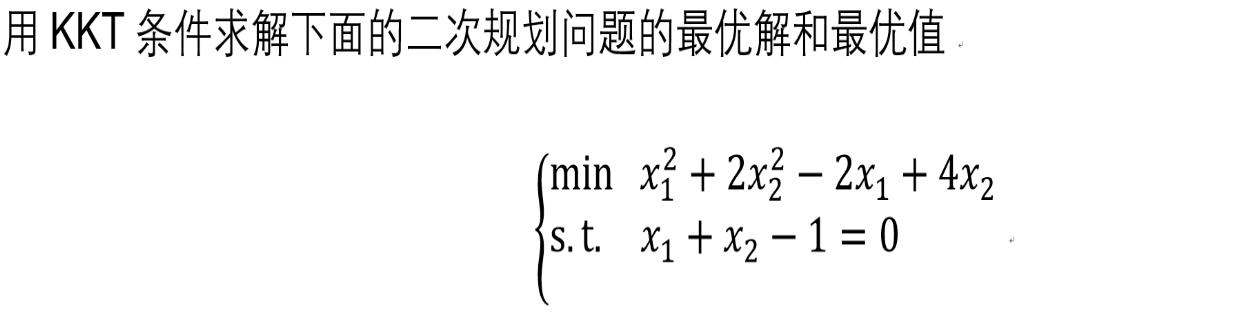 用 KKT 条件求解下面的二次规划问题的最优解和最优值
min x₁² + 2x₂² − 2x₁ + 4x₂
s. t. x₁ + x₂ − 1 = 0